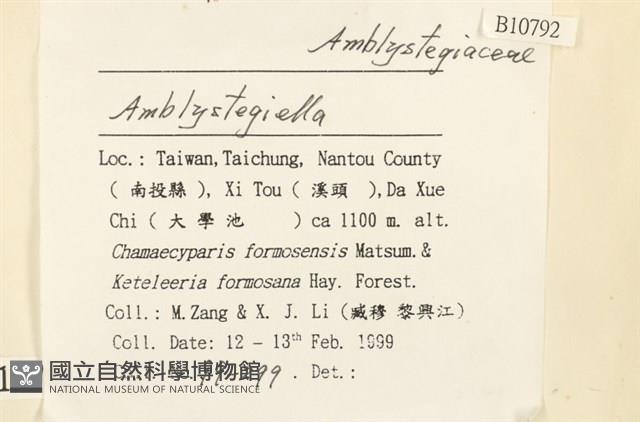 B10792
Amblystegiaceae
Amblystegiella
Loc.: Taiwan, Taichung, Nantou County
(南投縣), Xi Tou (溪頭), Da Xue
Chi (大學池) ca 1100 m. alt.
Chamaecyparis formosensis Matsum. &
Keteleeria formosana Hay. Forest.
Coll.: M. Zang & X. J. Li (臧穆 黎興江)
Coll. Date: 12 - 13th Feb. 1999
99. Det.:
國立自然科學博物館
NATIONAL MUSEUM OF NATURAL SCIENCE